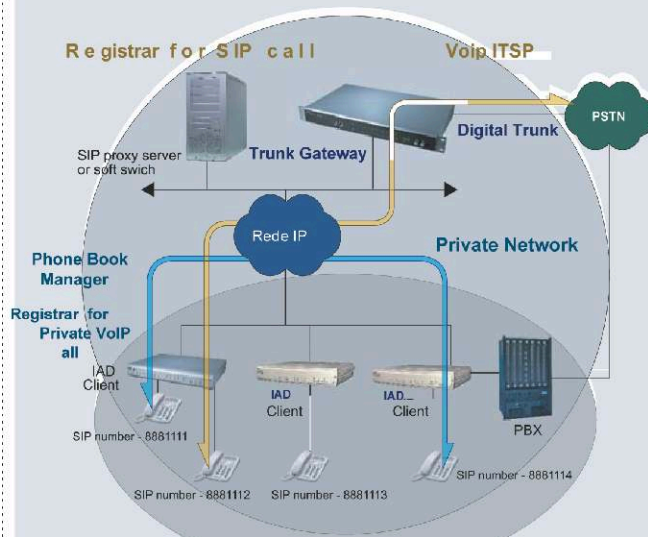 Registrar for SIP call
Voip ITSP
PSTN
Digital Trunk
SIP proxy server
or soft swich
Trunk Gateway
Rede IP
Private Network
Phone Book
Manager
Registrar for
Private VoIP
all
IAD
Client
IAD
Client
IAD
Client
PBX
SIP number - 8881111
SIP number - 8881112
SIP number - 8881113
SIP number - 8881114